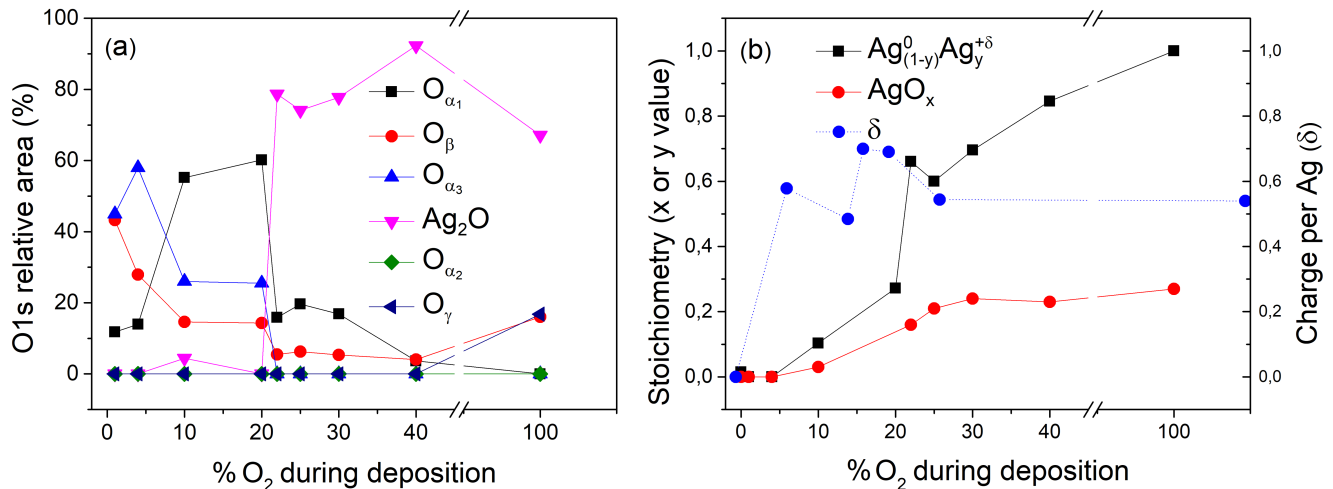 (a)
O1s relative area (%)
100
80
60
40
20
0
Oα1
Oβ
Oα3
Ag2O
Oα2
Oγ
0 10 20 30 40 100
% O2 during deposition
(b)
Stoichiometry (x or y value)
1,0
0,8
0,6
0,4
0,2
0,0
Ag0(1-y)Ag+δy
AgOx
δ
1,0
0,8
0,6
0,4
0,2
0,0
Charge per Ag (δ)
0 10 20 30 40 100
% O2 during deposition